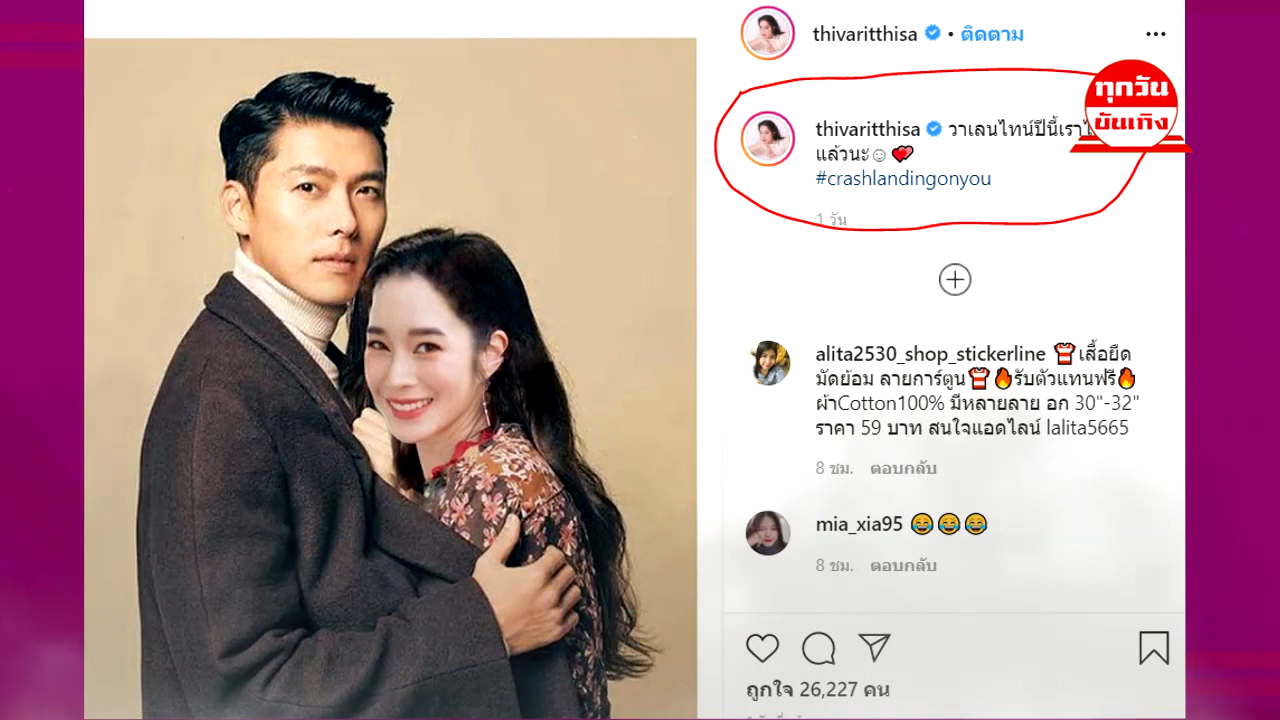 thivaritthisa • ติดตาม
ทุกวัน
บันเทิง
thivaritthisa วาเลนไทน์ปีนี้เรา
แล้วนะ☺💕
#crashlandingonyou
1 วัน
alita2530_shop_stickerline 👕เสื้อยืด
มัดย้อม ลายการ์ตูน👕🔥รับตัวแทนฟรี🔥
ผ้าCotton100% มีหลายลาย อก 30"-32"
ราคา 59 บาท สนใจแอดไลน์ lalita5665
8 ชม. ตอบกลับ
mia_xia95 😂😂😂
8 ชม. ตอบกลับ
ถูกใจ 26,227 คน